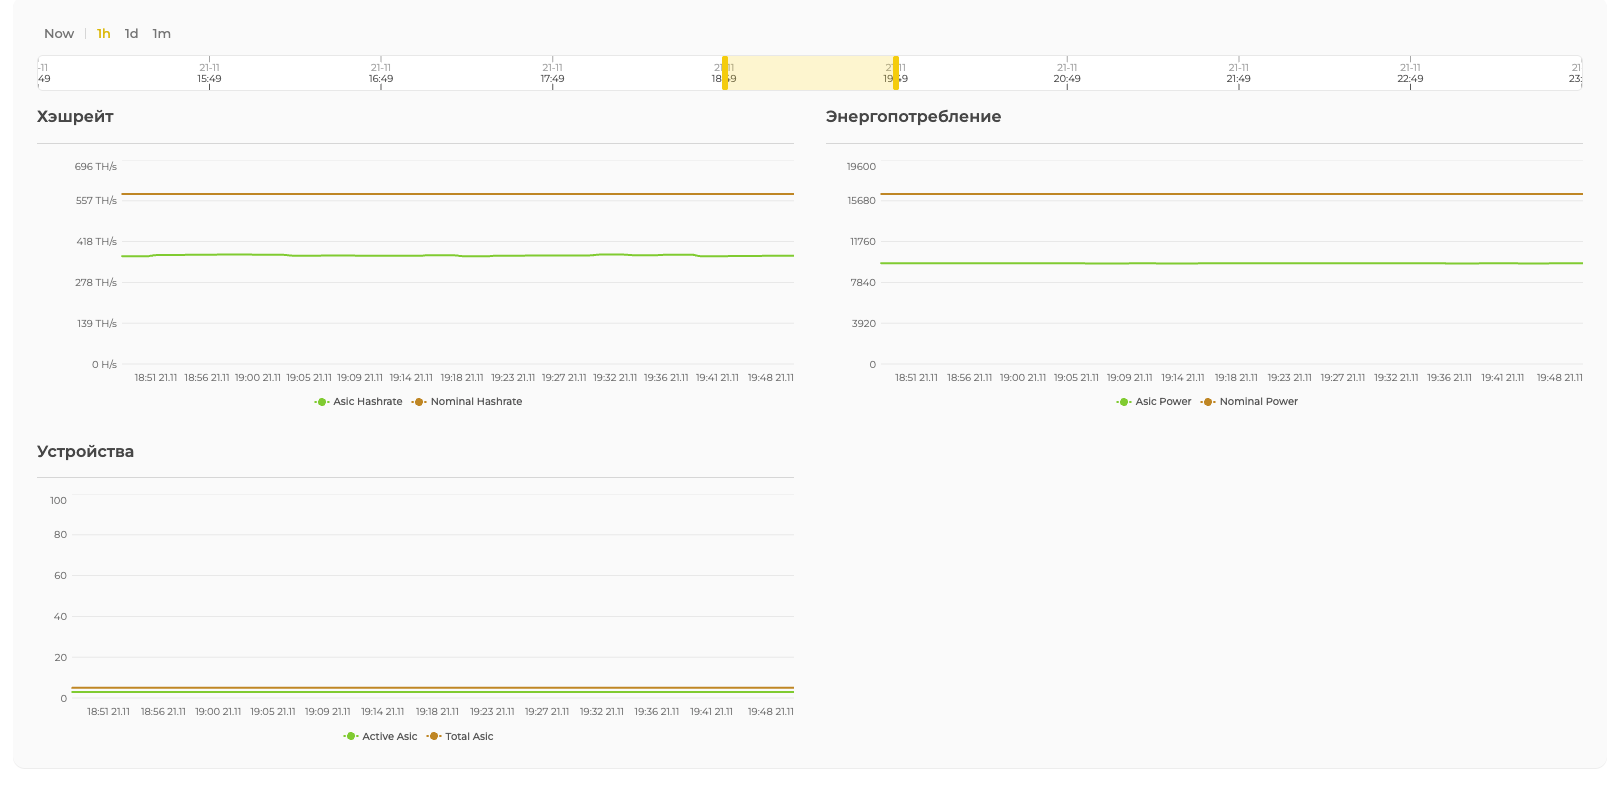 Now 1h 1d 1m
-11 21-11 21-11 21-11 21-11 21-11 21-11 21-11 21-11 21
49 15:49 16:49 17:49 18:49 19:49 20:49 21:49 22:49 23:
Хэшрейт
696 TH/s
557 TH/s
418 TH/s
278 TH/s
139 TH/s
0 H/s
18:51 21.11 18:56 21.11 19:00 21.11 19:05 21.11 19:09 21.11 19:14 21.11 19:18 21.11 19:23 21.11 19:27 21.11 19:32 21.11 19:36 21.11 19:41 21.11 19:48 21.11
Asic Hashrate Nominal Hashrate
Энергопотребление
19600
15680
11760
7840
3920
0
18:51 21.11 18:56 21.11 19:00 21.11 19:05 21.11 19:09 21.11 19:14 21.11 19:18 21.11 19:23 21.11 19:27 21.11 19:32 21.11 19:36 21.11 19:41 21.11 19:48 21.11
Asic Power Nominal Power
Устройства
100
80
60
40
20
0
18:51 21.11 18:56 21.11 19:00 21.11 19:05 21.11 19:09 21.11 19:14 21.11 19:18 21.11 19:23 21.11 19:27 21.11 19:32 21.11 19:36 21.11 19:41 21.11 19:48 21.11
Active Asic Total Asic